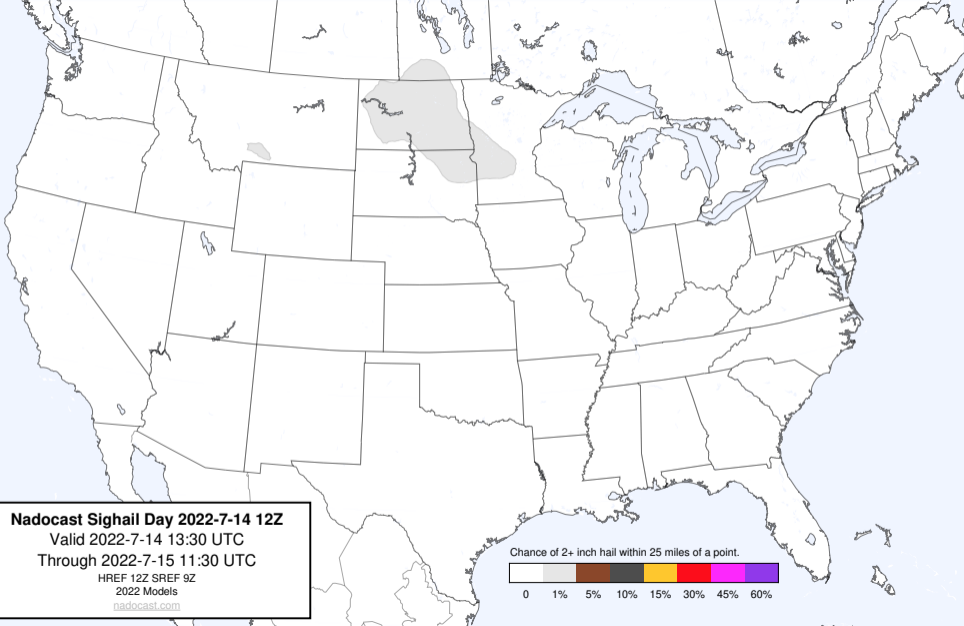 Nadocast Sighail Day 2022-7-14 12Z
Valid 2022-7-14 13:30 UTC
Through 2022-7-15 11:30 UTC
HREF 12Z SREF 9Z
2022 Models
nadocast.com
Chance of 2+ inch hail within 25 miles of a point.
0 1% 5% 10% 15% 30% 45% 60%